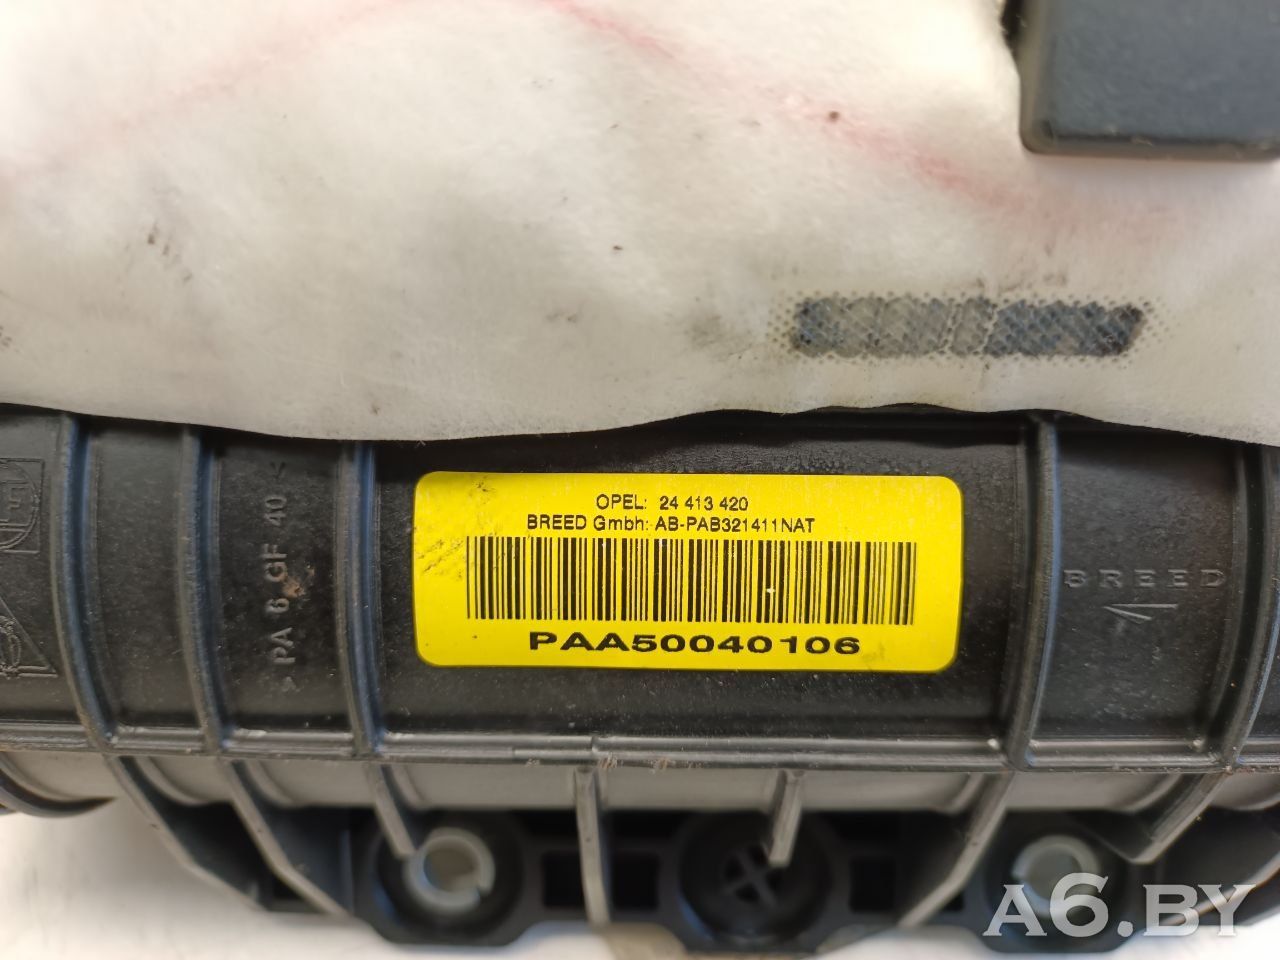 OPEL: 24 413 420
BREED Gmbh: AB-PAB321411NAT
PAA50040106
> PA 6 GF 40 <
BREED
A6.BY